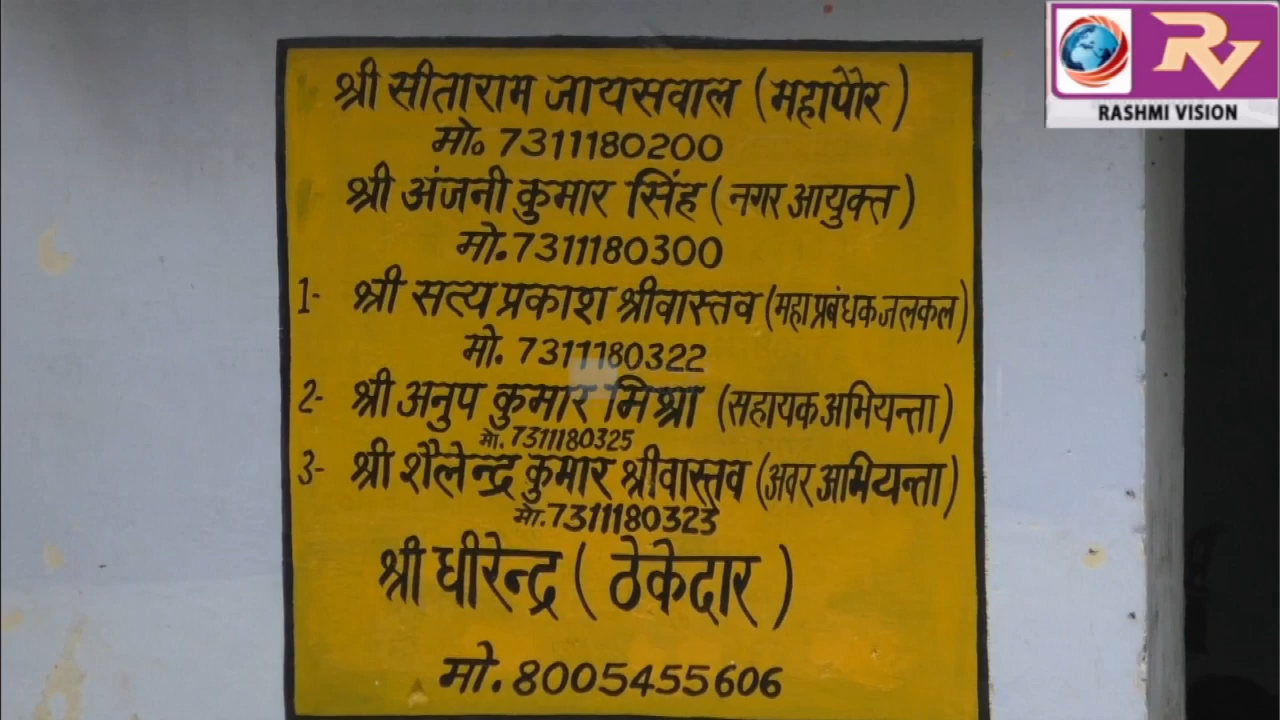 श्री सीताराम जायसवाल (महापौर)
मो॰ 7311180200
श्री अंजनी कुमार सिंह (नगर आयुक्त)
मो. 7311180300
1- श्री सत्य प्रकाश श्रीवास्तव (महाप्रबंधक जलकल)
मो. 7311180322
2- श्री अनुप कुमार मिश्रा (सहायक अभियन्ता)
मो. 7311180325
3- श्री शैलेन्द्र कुमार श्रीवास्तव (अवर अभियन्ता)
मो. 7311180323
श्री धीरेन्द्र (ठेकेदार)
मो. 8005455606
RV
RASHMI VISION